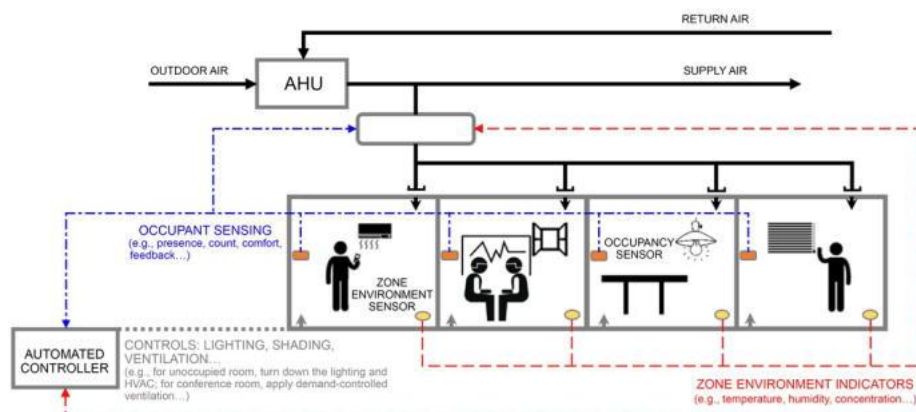 RETURN AIR
OUTDOOR AIR
AHU
SUPPLY AIR
OCCUPANT SENSING
(e.g., presence, count, comfort,
feedback…)
OCCUPANCY
SENSOR
ZONE
ENVIRONMENT
SENSOR
AUTOMATED
CONTROLLER
CONTROLS: LIGHTING, SHADING,
VENTILATION…
(e.g., for unoccupied room, turn down the lighting and
HVAC; for conference room, apply demand-controlled
ventilation…)
ZONE ENVIRONMENT INDICATORS
(e.g., temperature, humidity, concentration…)